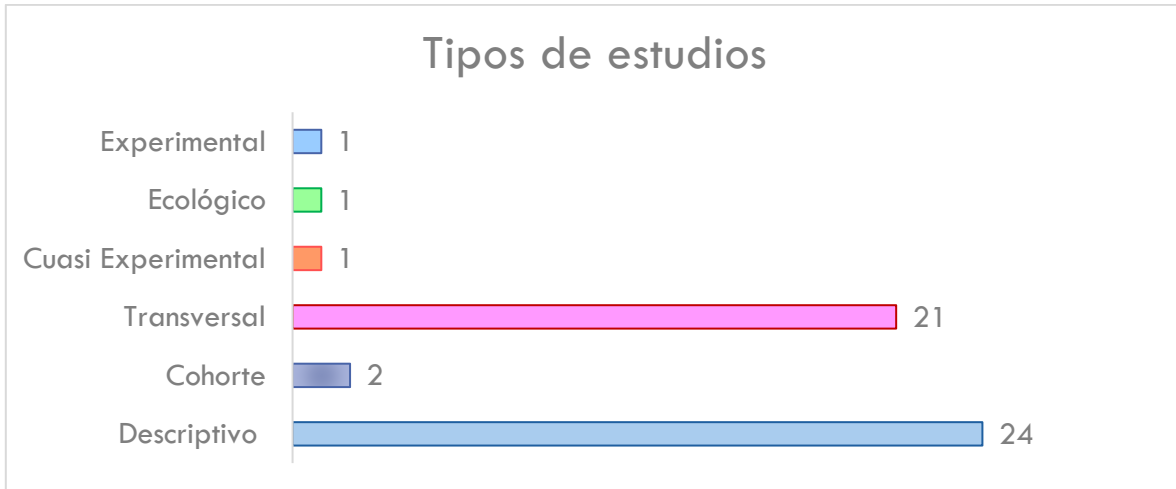 Tipos de estudios
Experimental 1
Ecológico 1
Cuasi Experimental 1
Transversal 21
Cohorte 2
Descriptivo 24